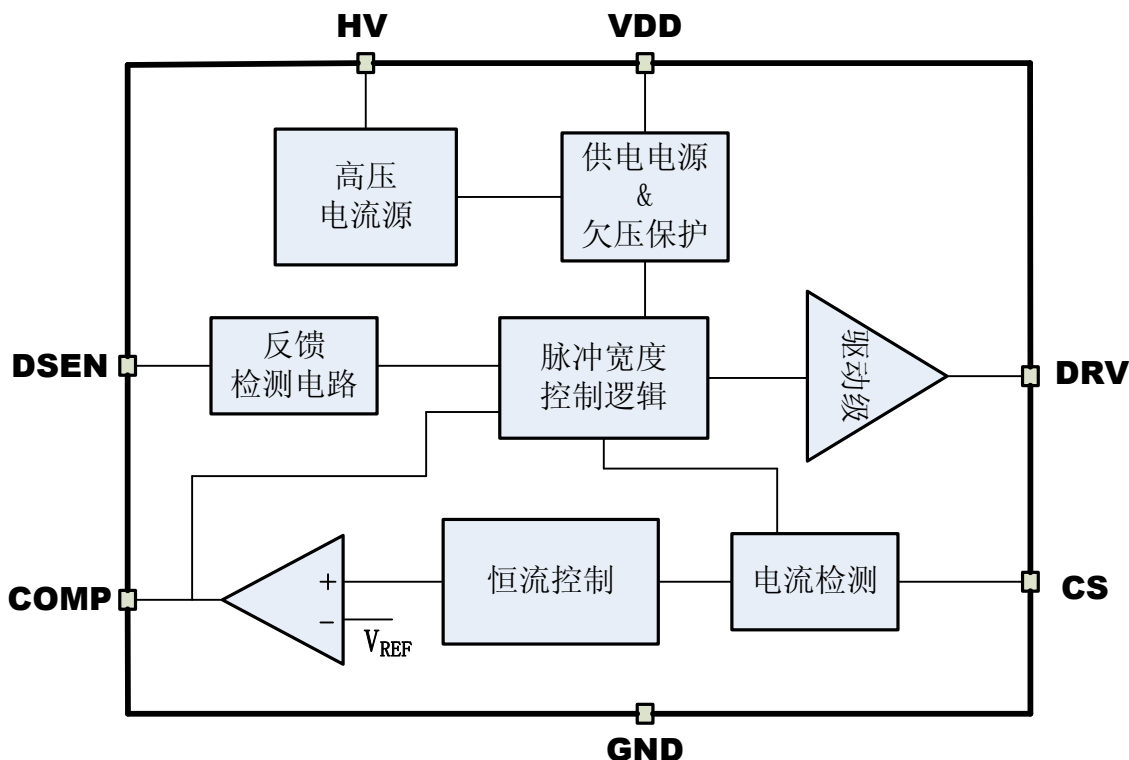 HV
VDD
高压
电流源
供电电源
&
欠压保护
DSEN
反馈
检测电路
脉冲宽度
控制逻辑
驱动级
DRV
COMP
+
−
V_REF
恒流控制
电流检测
CS
GND